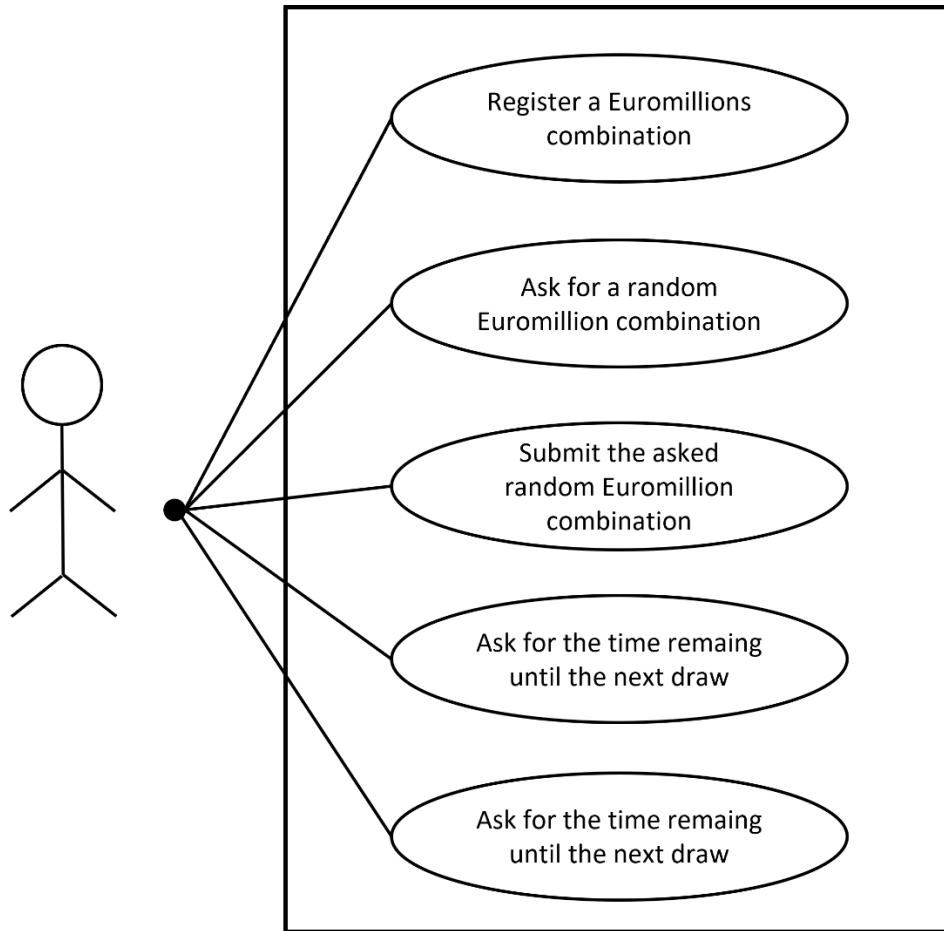 Register a Euromillions
combination
Ask for a random
Euromillion combination
Submit the asked
random Euromillion
combination
Ask for the time remaing
until the next draw
Ask for the time remaing
until the next draw